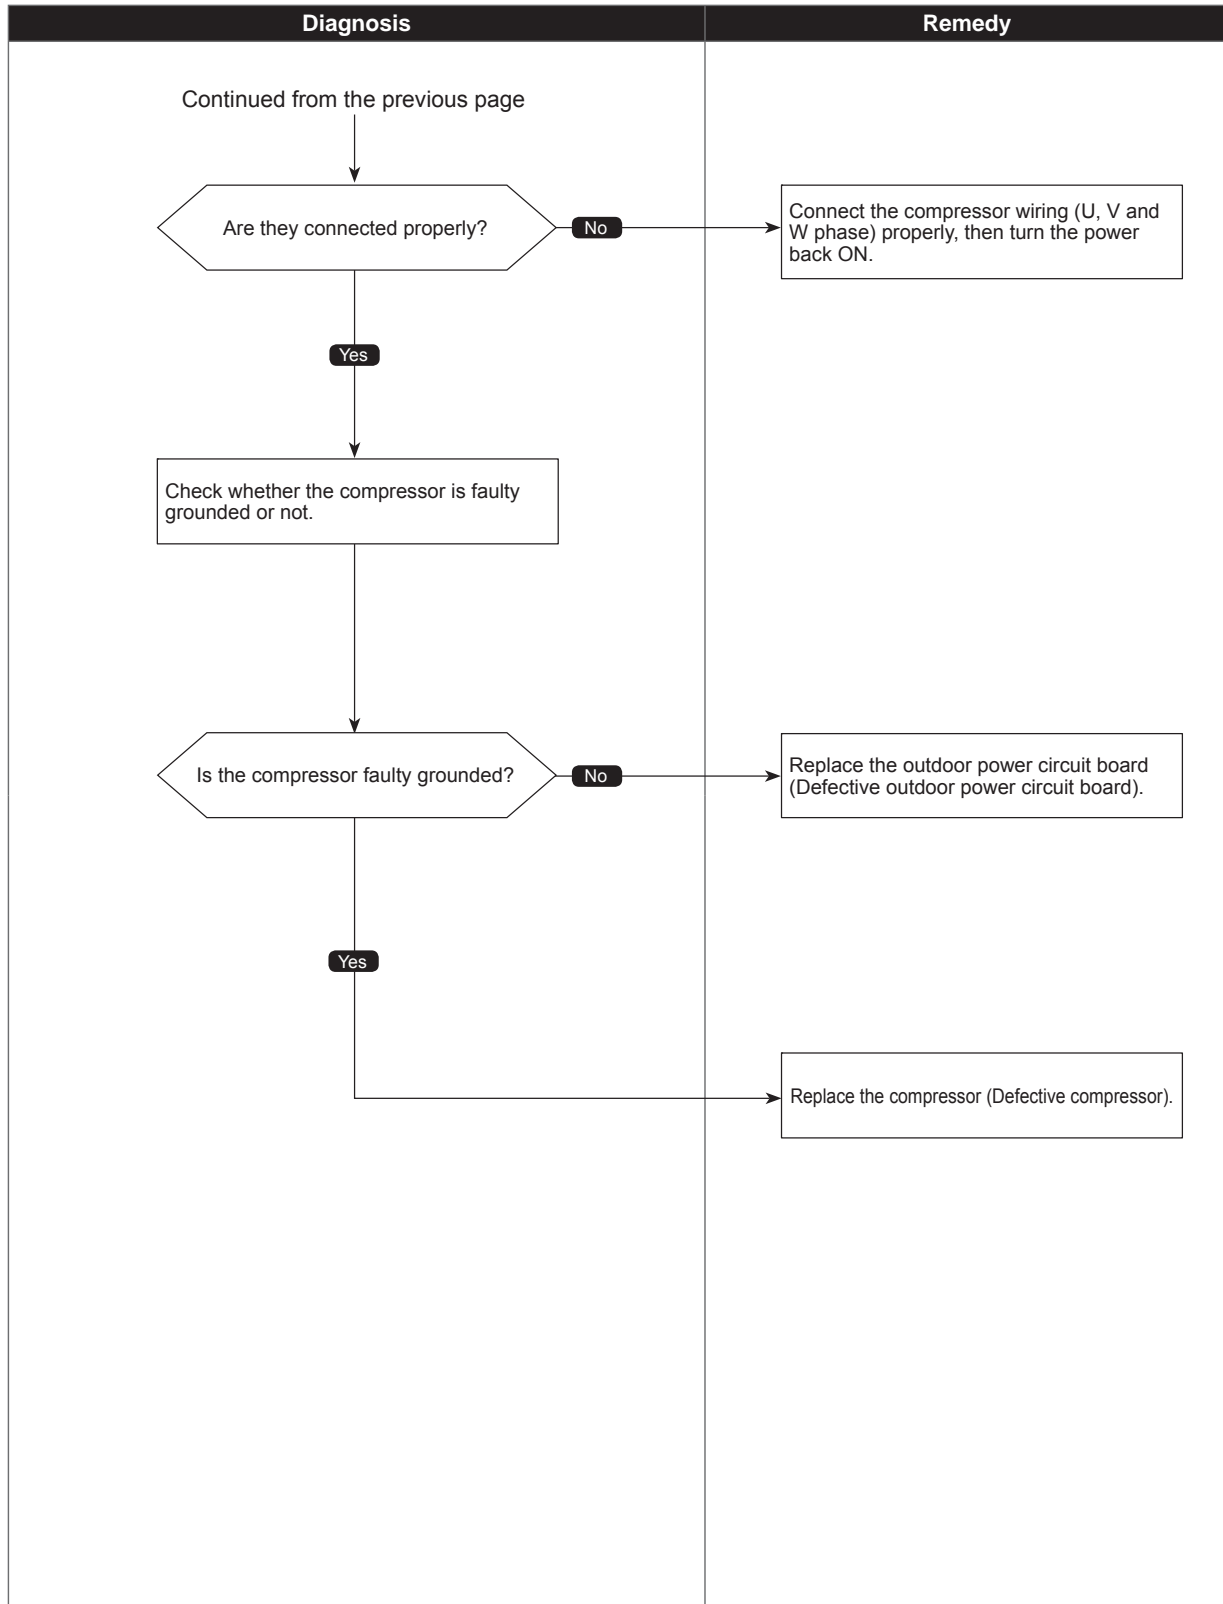 Diagnosis
Remedy
Continued from the previous page
Are they connected properly?
No
Connect the compressor wiring (U, V and
W phase) properly, then turn the power
back ON.
Yes
Check whether the compressor is faulty
grounded or not.
Is the compressor faulty grounded?
No
Replace the outdoor power circuit board
(Defective outdoor power circuit board).
Yes
Replace the compressor (Defective compressor).